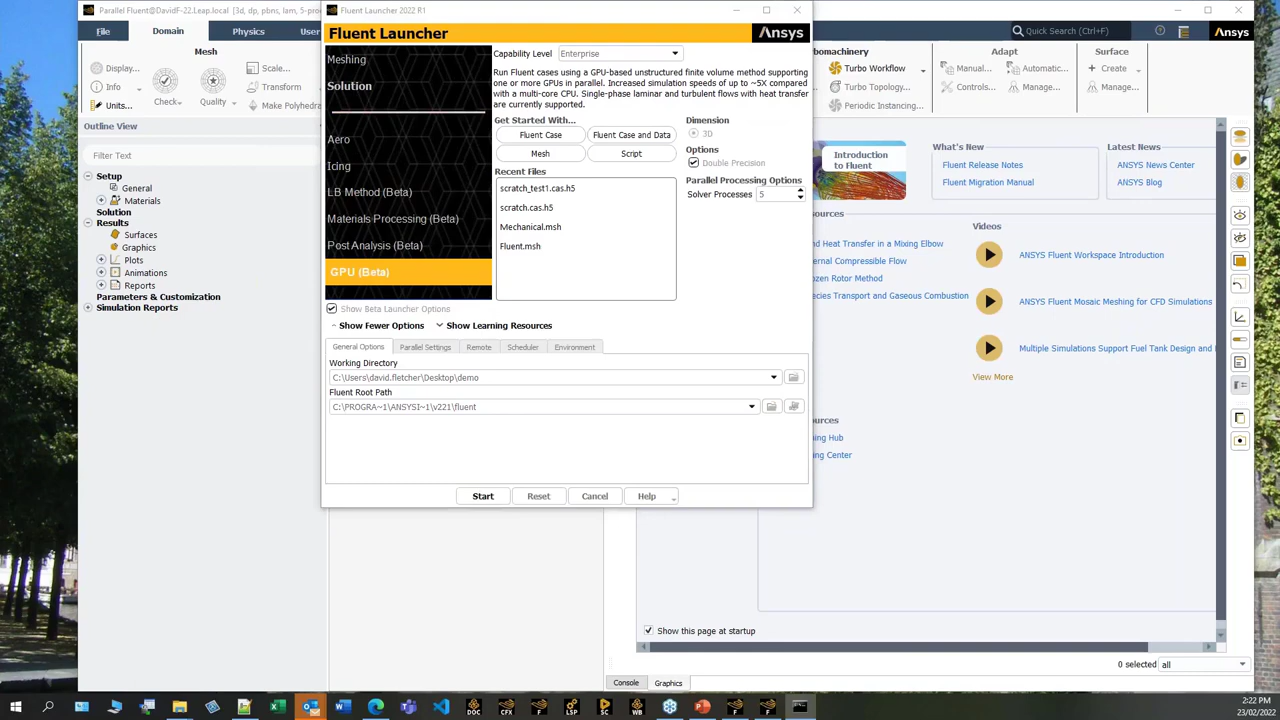 Parallel Fluent@DavidF-22.Leap.local [3d, dp, pbns, lam, 5-pro
Fluent Launcher 2022 R1
File
Domain
Physics
User
Quick Search (Ctrl+F)
Ansys
Mesh
Display...
Info
Units...
Check
Quality
Scale...
Transform
Make Polyhedra
Turbomachinery
Turbo Workflow
Turbo Topology...
Periodic Instancing...
Adapt
Manual...
Automatic...
Controls...
Manage...
Surface
Create
Manage...
Outline View
Filter Text
Setup
General
Materials
Solution
Results
Surfaces
Graphics
Plots
Animations
Reports
Parameters & Customization
Simulation Reports
Fluent Launcher
Ansys
Meshing
Solution
Aero
Icing
LB Method (Beta)
Materials Processing (Beta)
Post Analysis (Beta)
GPU (Beta)
Capability Level Enterprise
Run Fluent cases using a GPU-based unstructured finite volume method supporting
one or more GPUs in parallel. Increased simulation speeds of up to ~5X compared
with a multi-core CPU. Single-phase laminar and turbulent flows with heat transfer
are currently supported.
Get Started With...
Fluent Case
Fluent Case and Data
Mesh
Script
Recent Files
scratch_test1.cas.h5
scratch.cas.h5
Mechanical.msh
Fluent.msh
Dimension
3D
Options
Double Precision
Parallel Processing Options
Solver Processes 5
Show Beta Launcher Options
Show Fewer Options
Show Learning Resources
General Options
Parallel Settings
Remote
Scheduler
Environment
Working Directory
C:\Users\david.fletcher\Desktop\demo
Fluent Root Path
C:\PROGRA~1\ANSYSI~1\v221\fluent
Start
Reset
Cancel
Help
Introduction
to Fluent
What's New
Fluent Release Notes
Fluent Migration Manual
Latest News
ANSYS News Center
ANSYS Blog
sources
nd Heat Transfer in a Mixing Elbow
ernal Compressible Flow
ozen Rotor Method
ecies Transport and Gaseous Combustion
Videos
ANSYS Fluent Workspace Introduction
ANSYS Fluent Mosaic Meshing for CFD Simulations
Multiple Simulations Support Fuel Tank Design and
View More
ources
ning Hub
ing Center
Show this page at startup
0 selected
all
Console
Graphics
DOC
CFX
F
LSP
SC
WB
F
F
2:22 PM
23/02/2022